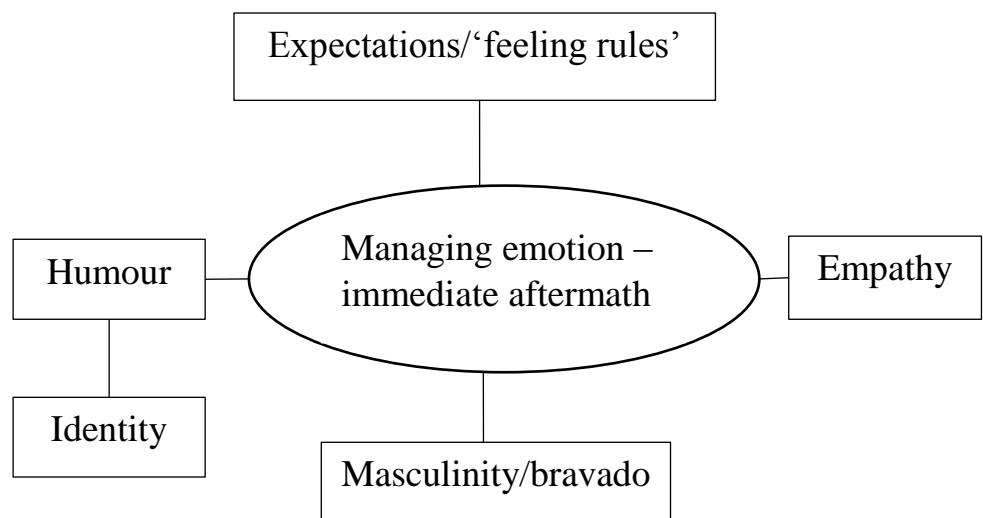 Expectations/‘feeling rules’
Managing emotion –
immediate aftermath
Humour
Empathy
Identity
Masculinity/bravado